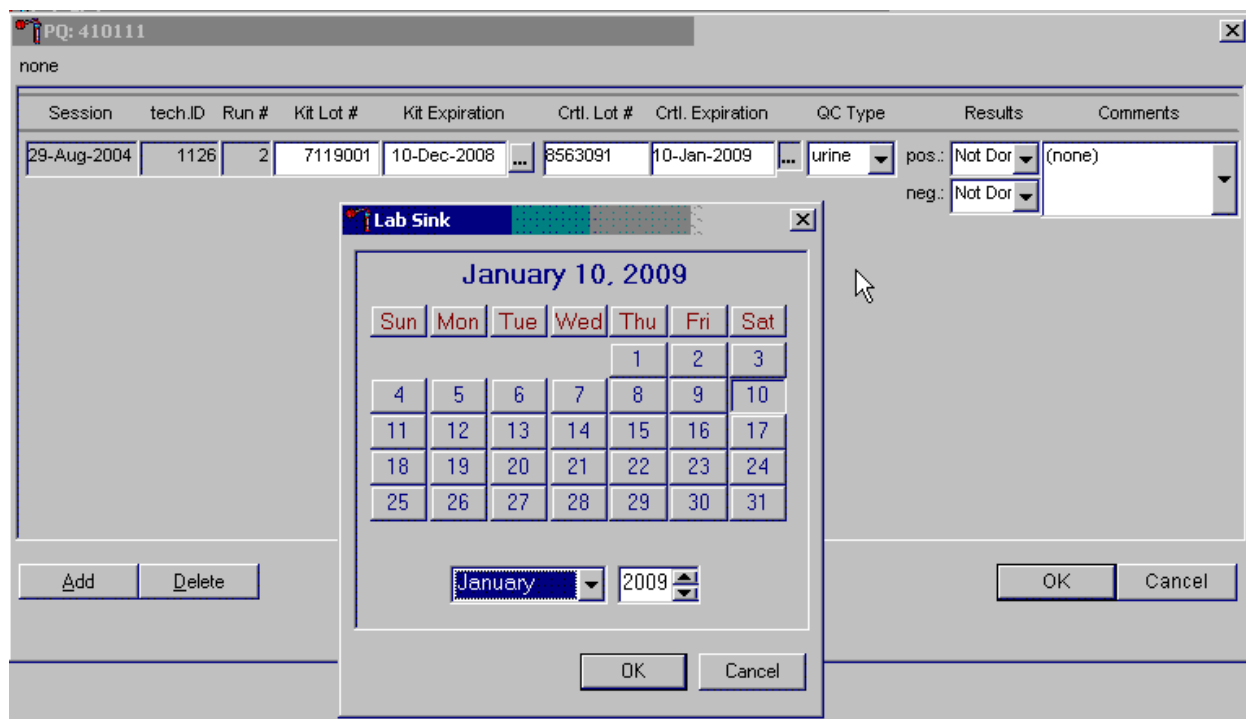 PQ: 410111
none
Session tech.ID Run # Kit Lot # Kit Expiration Crtl. Lot # Crtl. Expiration QC Type Results Comments
29-Aug-2004 1126 2 7119001 10-Dec-2008 ... 8563091 10-Jan-2009 ... urine pos.: Not Dor (none)
neg.: Not Dor
Lab Sink
January 10, 2009
Sun Mon Tue Wed Thu Fri Sat
1 2 3
4 5 6 7 8 9 10
11 12 13 14 15 16 17
18 19 20 21 22 23 24
25 26 27 28 29 30 31
January 2009
Add Delete OK Cancel
OK Cancel